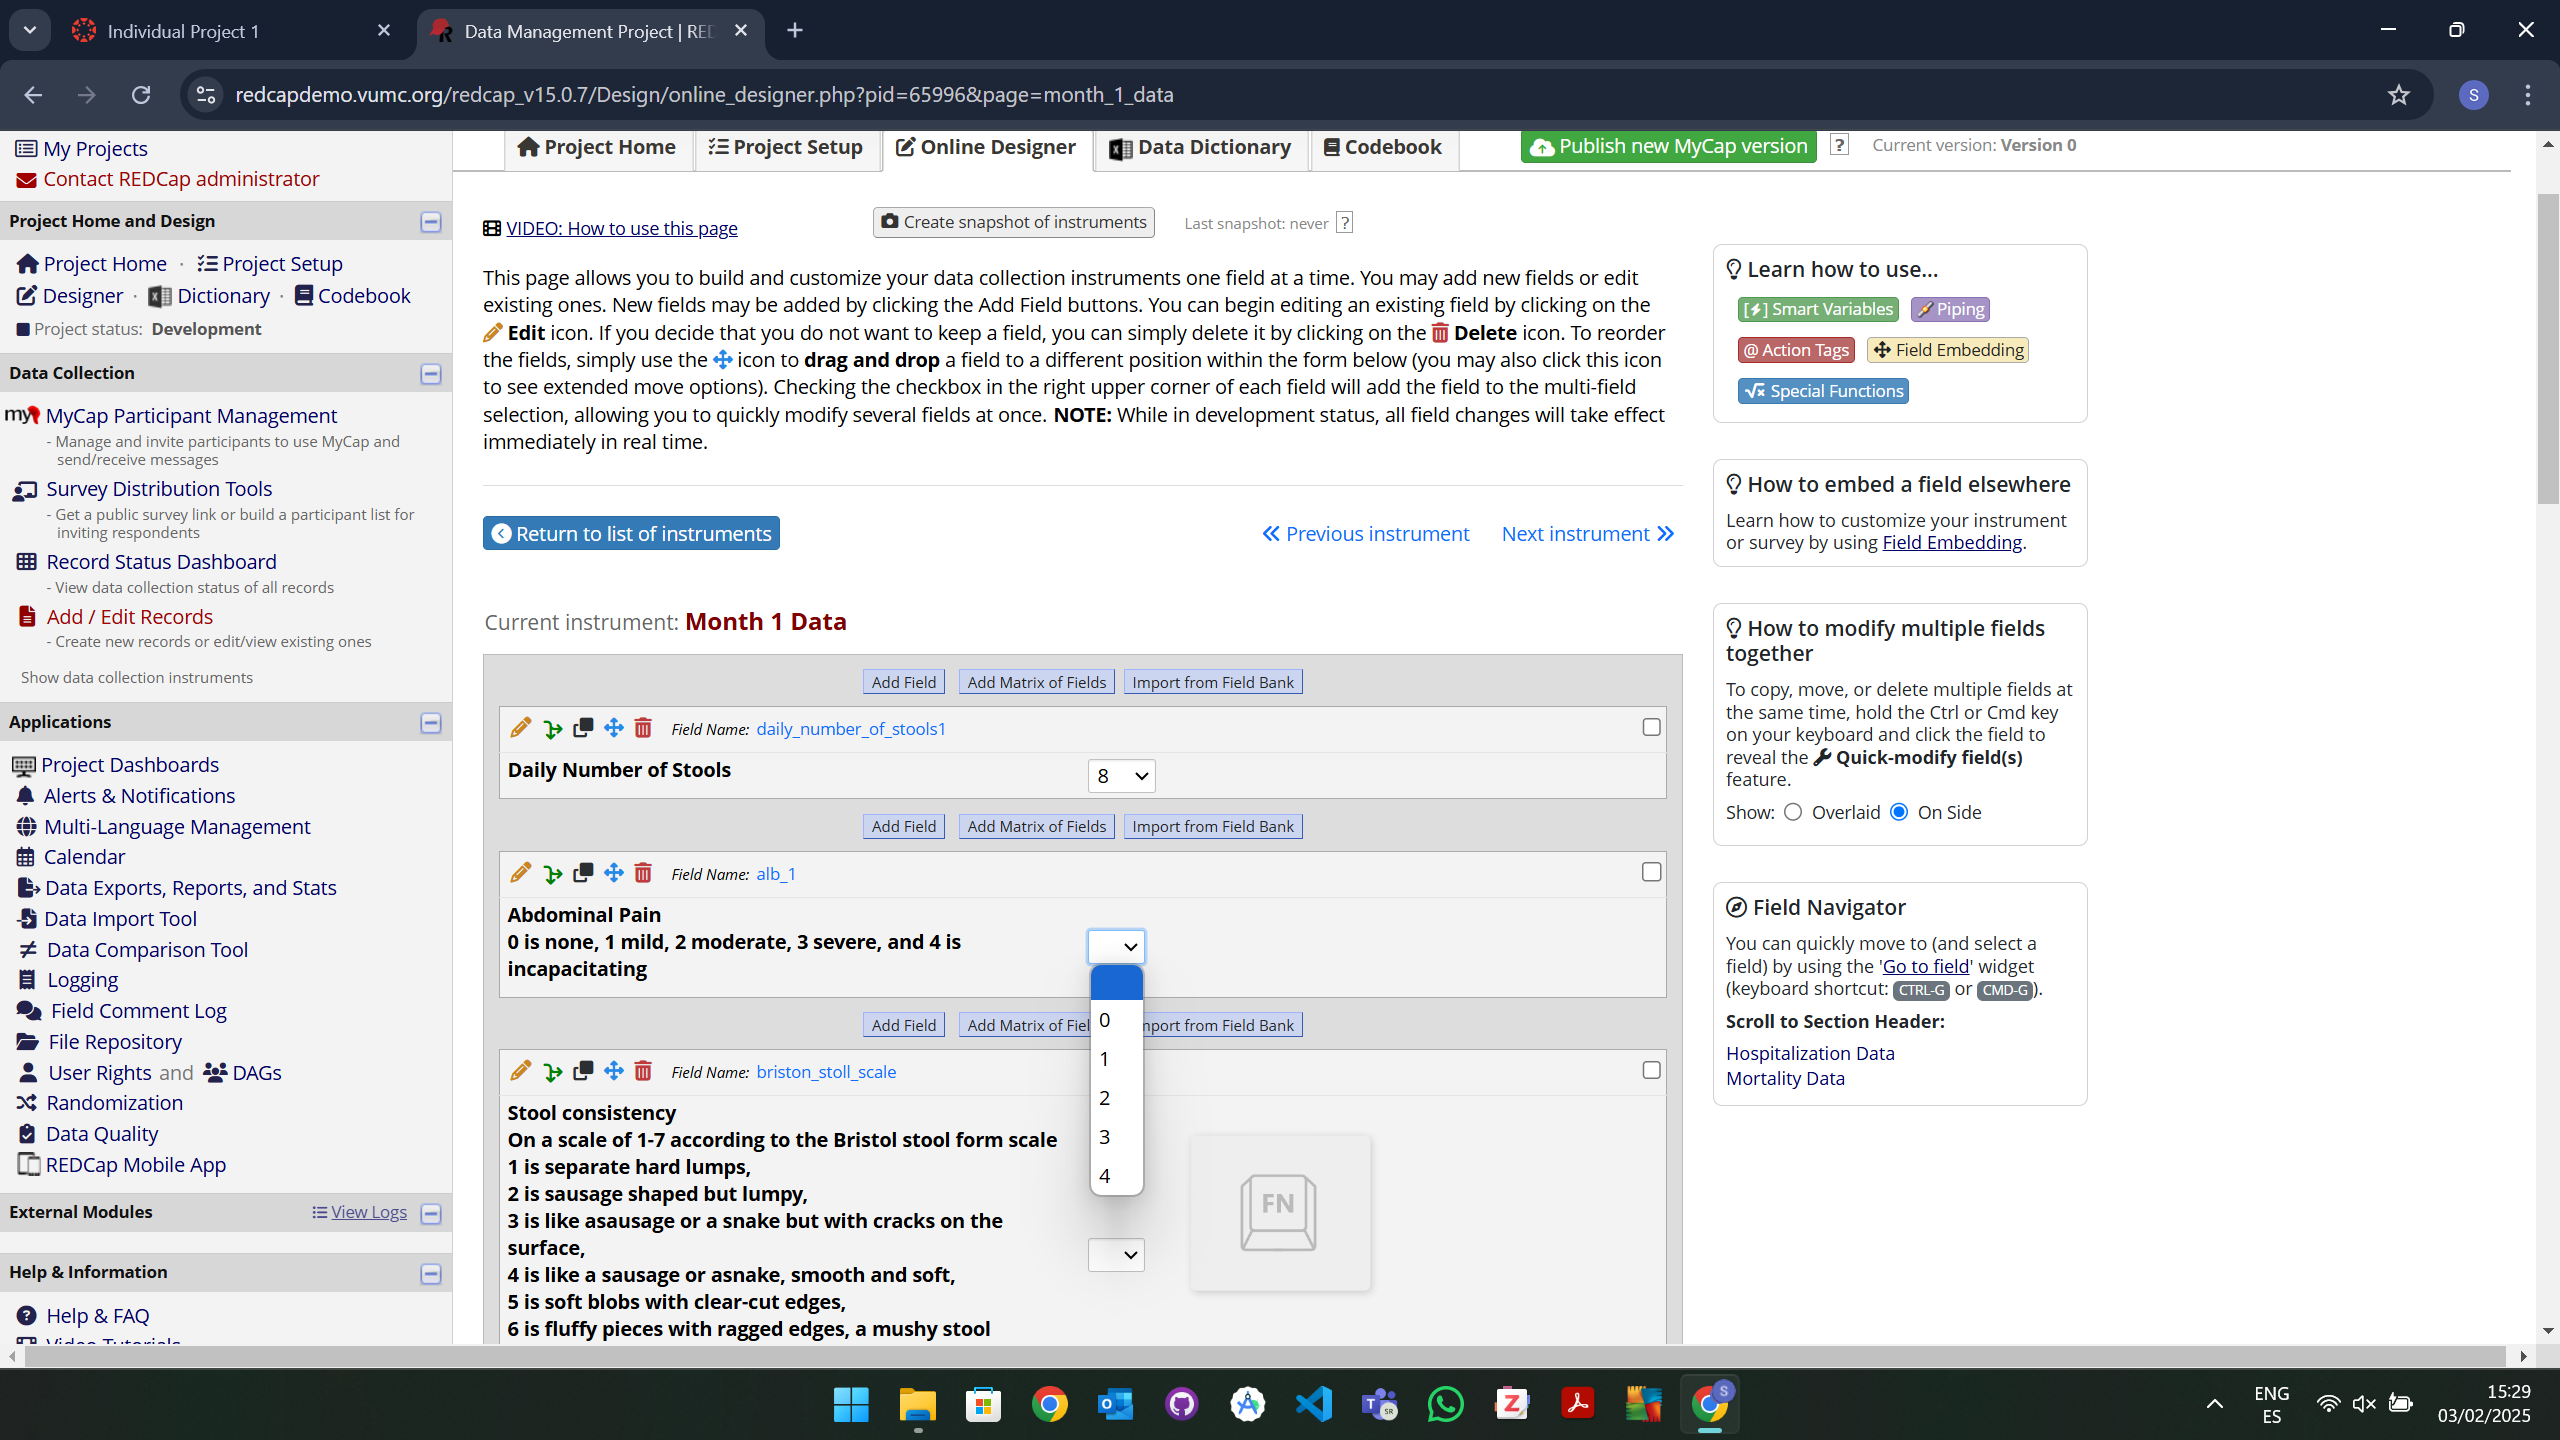 Individual Project 1
Data Management Project | RED
redcapdemo.vumc.org/redcap_v15.0.7/Design/online_designer.php?pid=65996&page=month_1_data
S
My Projects
Contact REDCap administrator
Project Home and Design
Project Home · Project Setup
Designer · Dictionary · Codebook
Project status: Development
Data Collection
my MyCap Participant Management
- Manage and invite participants to use MyCap and
send/receive messages
Survey Distribution Tools
- Get a public survey link or build a participant list for
inviting respondents
Record Status Dashboard
- View data collection status of all records
Add / Edit Records
- Create new records or edit/view existing ones
Show data collection instruments
Applications
Project Dashboards
Alerts & Notifications
Multi-Language Management
Calendar
Data Exports, Reports, and Stats
Data Import Tool
Data Comparison Tool
Logging
Field Comment Log
File Repository
User Rights and DAGs
Randomization
Data Quality
REDCap Mobile App
External Modules
View Logs
Help & Information
Help & FAQ
Project Home
Project Setup
Online Designer
Data Dictionary
Codebook
Publish new MyCap version
?
Current version: Version 0
VIDEO: How to use this page
Create snapshot of instruments
Last snapshot: never ?
This page allows you to build and customize your data collection instruments one field at a time. You may add new fields or edit
existing ones. New fields may be added by clicking the Add Field buttons. You can begin editing an existing field by clicking on the
Edit icon. If you decide that you do not want to keep a field, you can simply delete it by clicking on the Delete icon. To reorder
the fields, simply use the icon to drag and drop a field to a different position within the form below (you may also click this icon
to see extended move options). Checking the checkbox in the right upper corner of each field will add the field to the multi-field
selection, allowing you to quickly modify several fields at once. NOTE: While in development status, all field changes will take effect
immediately in real time.
Return to list of instruments
Previous instrument
Next instrument
Current instrument: Month 1 Data
Add Field
Add Matrix of Fields
Import from Field Bank
Field Name: daily_number_of_stools1
Daily Number of Stools
8
Add Field
Add Matrix of Fields
Import from Field Bank
Field Name: alb_1
Abdominal Pain
0 is none, 1 mild, 2 moderate, 3 severe, and 4 is
incapacitating
0
1
2
3
4
Add Field
Add Matrix of Fiel
mport from Field Bank
Field Name: briston_stoll_scale
Stool consistency
On a scale of 1-7 according to the Bristol stool form scale
1 is separate hard lumps,
2 is sausage shaped but lumpy,
3 is like asausage or a snake but with cracks on the
surface,
4 is like a sausage or asnake, smooth and soft,
5 is soft blobs with clear-cut edges,
6 is fluffy pieces with ragged edges, a mushy stool
FN
Learn how to use...
[ ] Smart Variables
Piping
@ Action Tags
Field Embedding
√x Special Functions
How to embed a field elsewhere
Learn how to customize your instrument
or survey by using Field Embedding.
How to modify multiple fields
together
To copy, move, or delete multiple fields at
the same time, hold the Ctrl or Cmd key
on your keyboard and click the field to
reveal the Quick-modify field(s)
feature.
Show: Overlaid On Side
Field Navigator
You can quickly move to (and select a
field) by using the 'Go to field' widget
(keyboard shortcut: CTRL-G or CMD-G).
Scroll to Section Header:
Hospitalization Data
Mortality Data
ENG
ES
15:29
03/02/2025